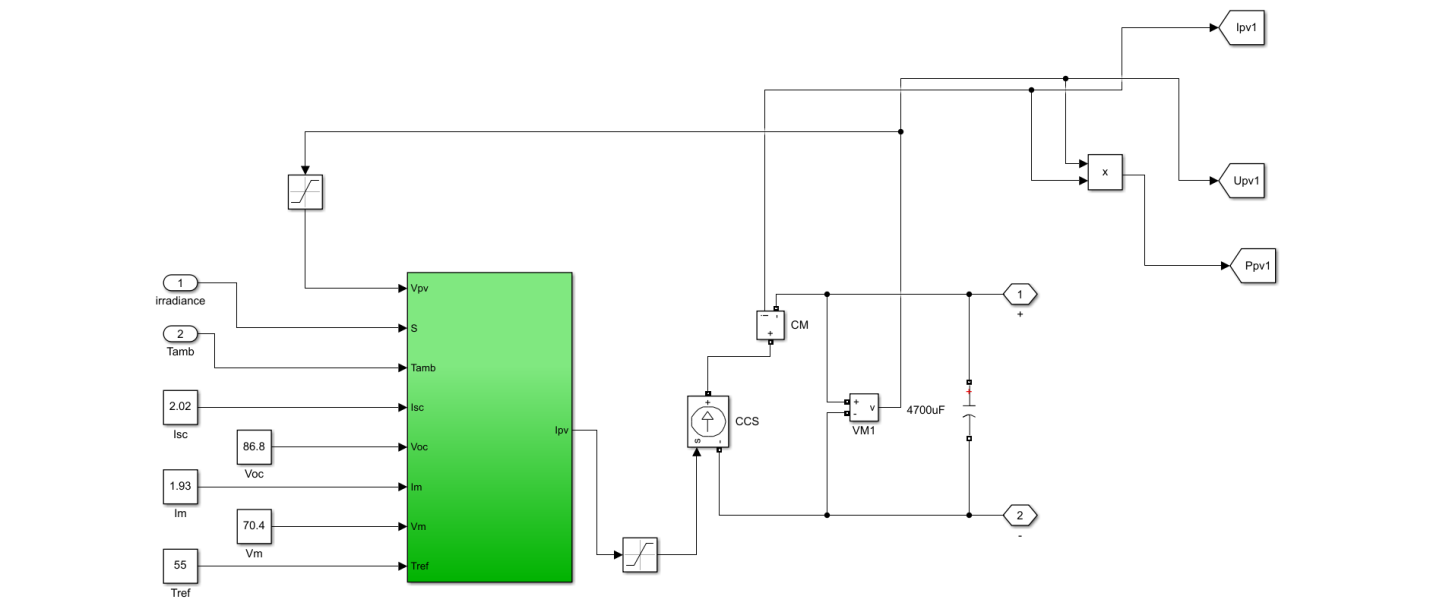 Ipv1
x
Upv1
Ppv1
1
irradiance
Vpv
S
2
Tamb
Tamb
2.02
Isc
Isc
86.8
Voc
Voc
1.93
Im
Im
70.4
Vm
Vm
55
Tref
Tref
Ipv
i
-
+
CM
+
s
-
CCS
+
-
v
VM1
4700uF
+
1
+
2
-